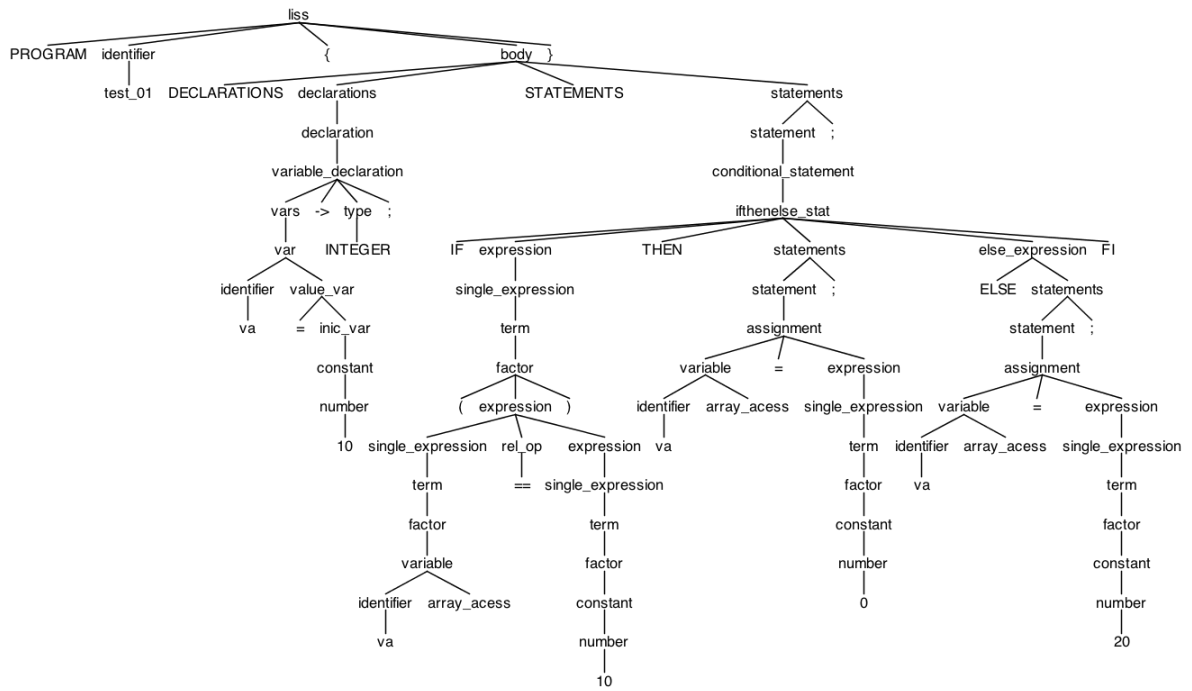 liss
PROGRAM identifier { body }
test_01 DECLARATIONS declarations STATEMENTS statements
declaration statement ;
variable_declaration conditional_statement
vars -> type ; ifthenelse_stat
var INTEGER IF expression THEN statements else_expression FI
identifier value_var single_expression statement ; ELSE statements
va = inic_var term assignment statement ;
constant factor variable = expression assignment
number ( expression ) identifier array_acess single_expression variable = expression
10 single_expression rel_op expression va term identifier array_acess single_expression
term == single_expression factor va term
factor term constant factor
variable factor number constant
identifier array_acess constant 0 number
va number 20
10